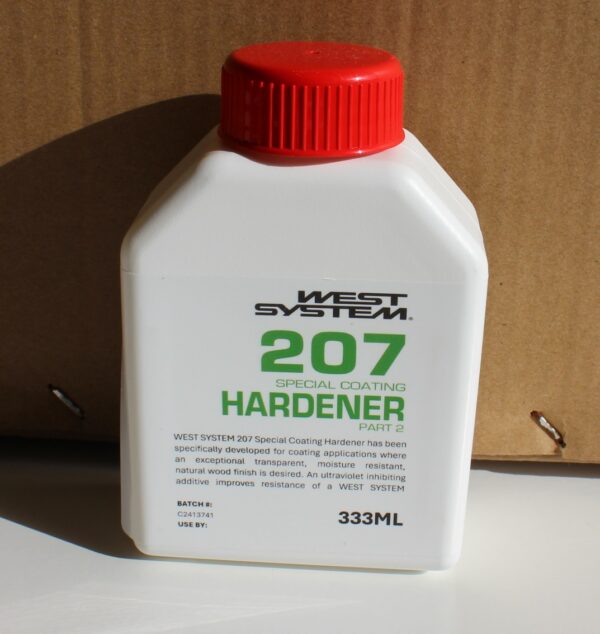 WEST
SYSTEM®
207
SPECIAL COATING
HARDENER
PART 2
WEST SYSTEM 207 Special Coating Hardener has been
specifically developed for coating applications where
an exceptional transparent, moisture resistant,
natural wood finish is desired. An ultraviolet inhibiting
additive improves resistance of a WEST SYSTEM
BATCH #:
C2413741
USE BY:
333ML